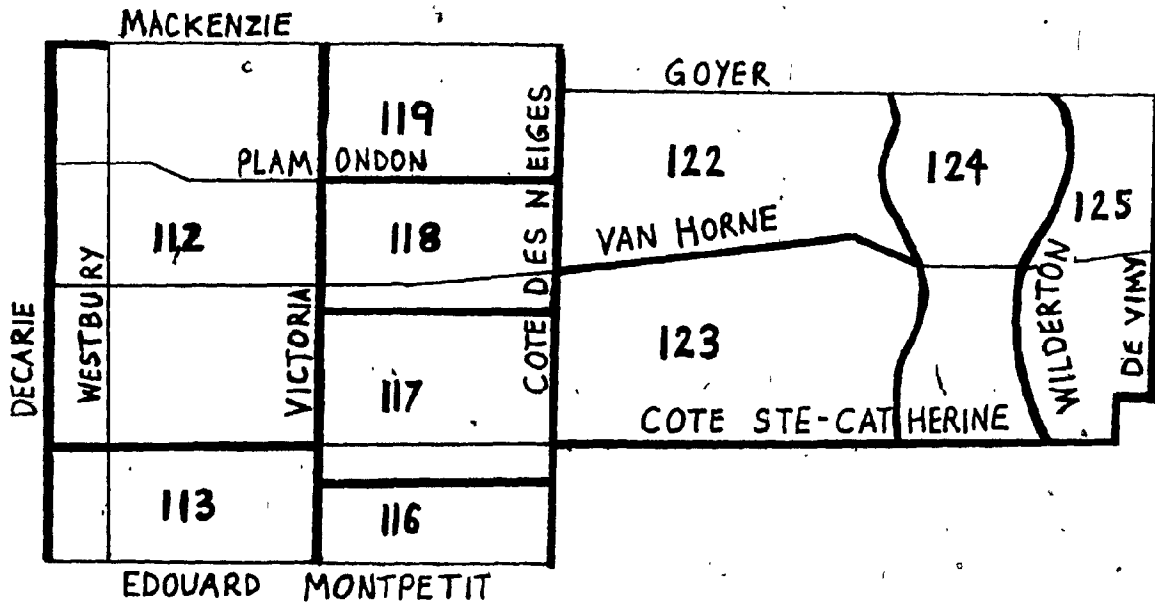 MACKENZIE
GOYER
119
PLAMONDON
COTE DES NEIGES
122
124
125
112
118
VAN HORNE
DECARIE
WESTBURY
VICTORIA
117
123
WILDERTON
DE VIMY
COTE STE-CATHERINE
113
116
EDOUARD MONTPETIT